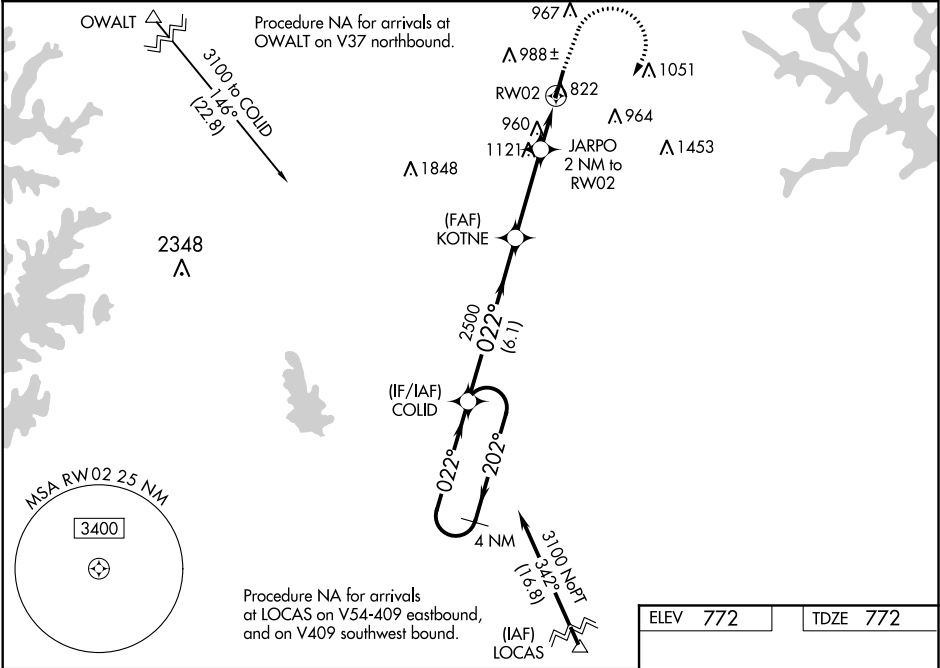 OWALT
Procedure NA for arrivals at
OWALT on V37 northbound.
3100 to COLID
146°
(22.8)
967
988±
1051
RW02
822
964
960
1121
JARPO
2 NM to
RW02
1453
1848
(FAF)
KOTNE
2348
2500
022°
(6.1)
(IF/IAF)
COLID
022°
202°
4 NM
MSA RW02 25 NM
3400
3100 NoPT
342°
(16.8)
Procedure NA for arrivals
at LOCAS on V54-409 eastbound,
and on V409 southwest bound.
(IAF)
LOCAS
ELEV 772
TDZE 772